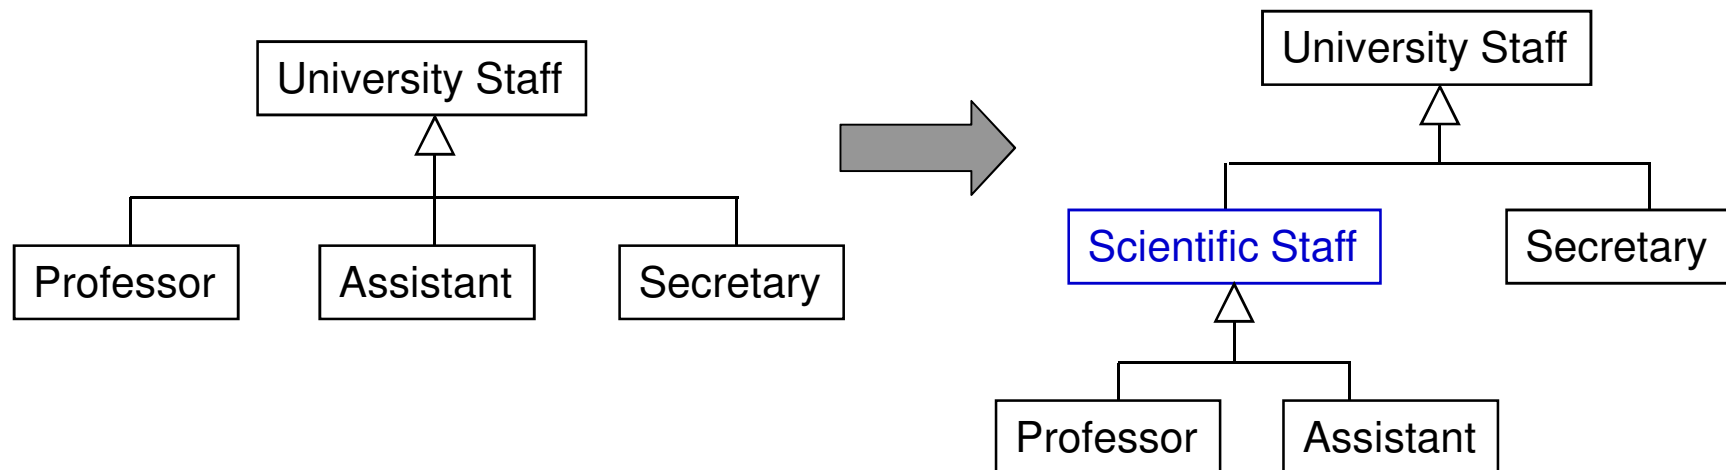 University Staff
Professor
Assistant
Secretary
University Staff
Scientific Staff
Secretary
Professor
Assistant